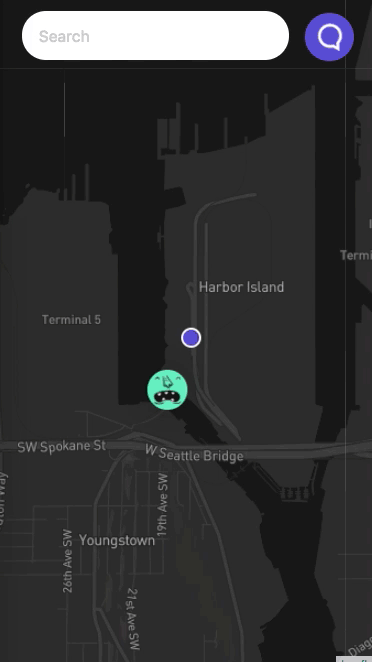 Search
Harbor Island
Terminal 5
SW Spokane St
W Seattle Bridge
19th Ave SW
Youngstown
26th Ave SW
21st Ave SW